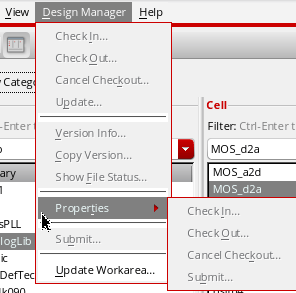 View Design Manager Help
Check In...
Check Out...
Cancel Checkout...
Update...
Version Info...
Copy Version...
Show File Status...
Properties
Submit...
Update Workarea...
Check In...
Check Out...
Cancel Checkout...
Submit...
Cell
Filter: Ctrl-Enter t
MOS_d2a
MOS_a2d
MOS_d2a
y Catego
-Enter
ary
sPLL
logLib
ic
DefTec